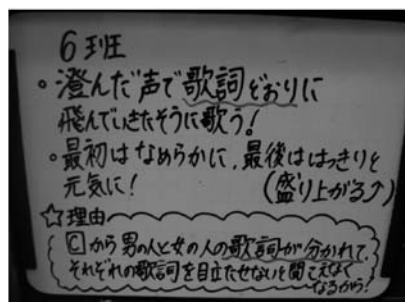 6班
◦澄んだ声で歌詞どおりに
飛んでいきたそうに歌う！
◦最初はなめらかに、最後ははっきりと
元気に！ (盛り上がる⤴)
☆理由
Cから男の人と女の人の歌詞が分かれて、
それぞれの歌詞を目立たせないと聞こえなく
なるから！